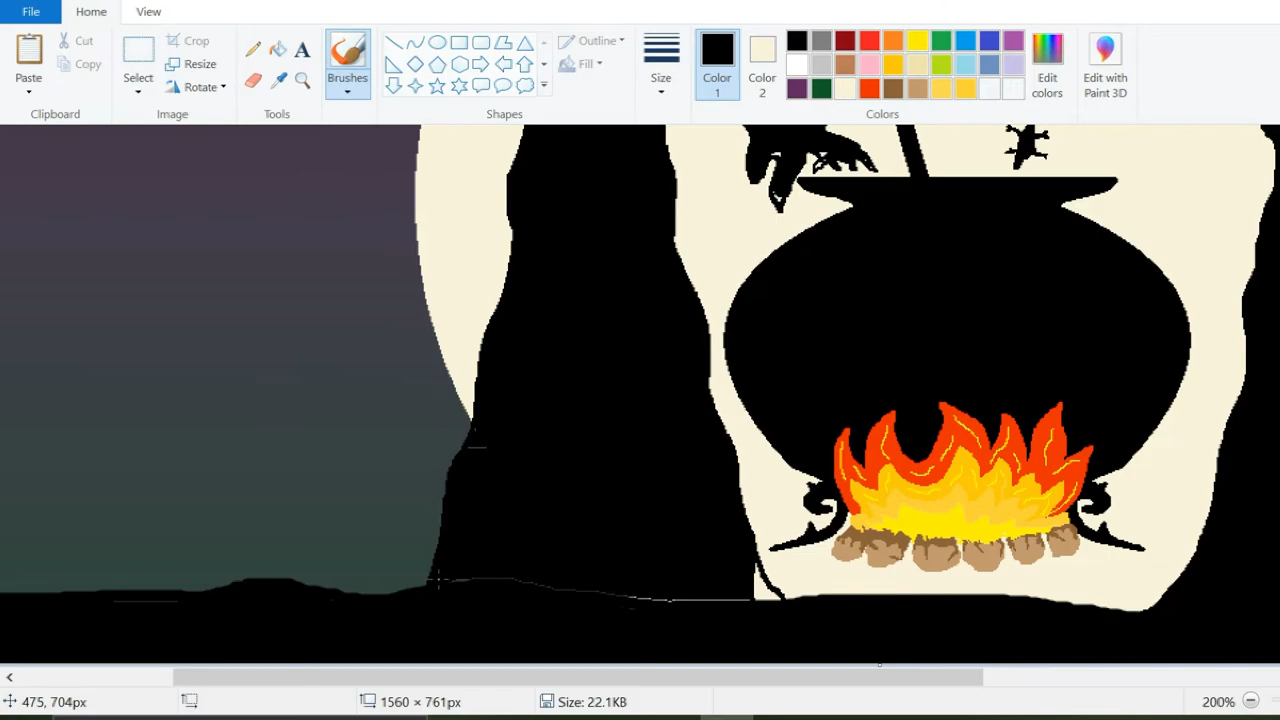 File Home View
Paste
Cut
Copy
Clipboard
Select
Crop
Resize
Rotate
Image
A
Tools
Brushes
Outline
Fill
Shapes
Size
Color
1
Color
2
Edit
colors
Edit with
Paint 3D
Colors
475, 704px
1560 × 761px
Size: 22.1KB
200%